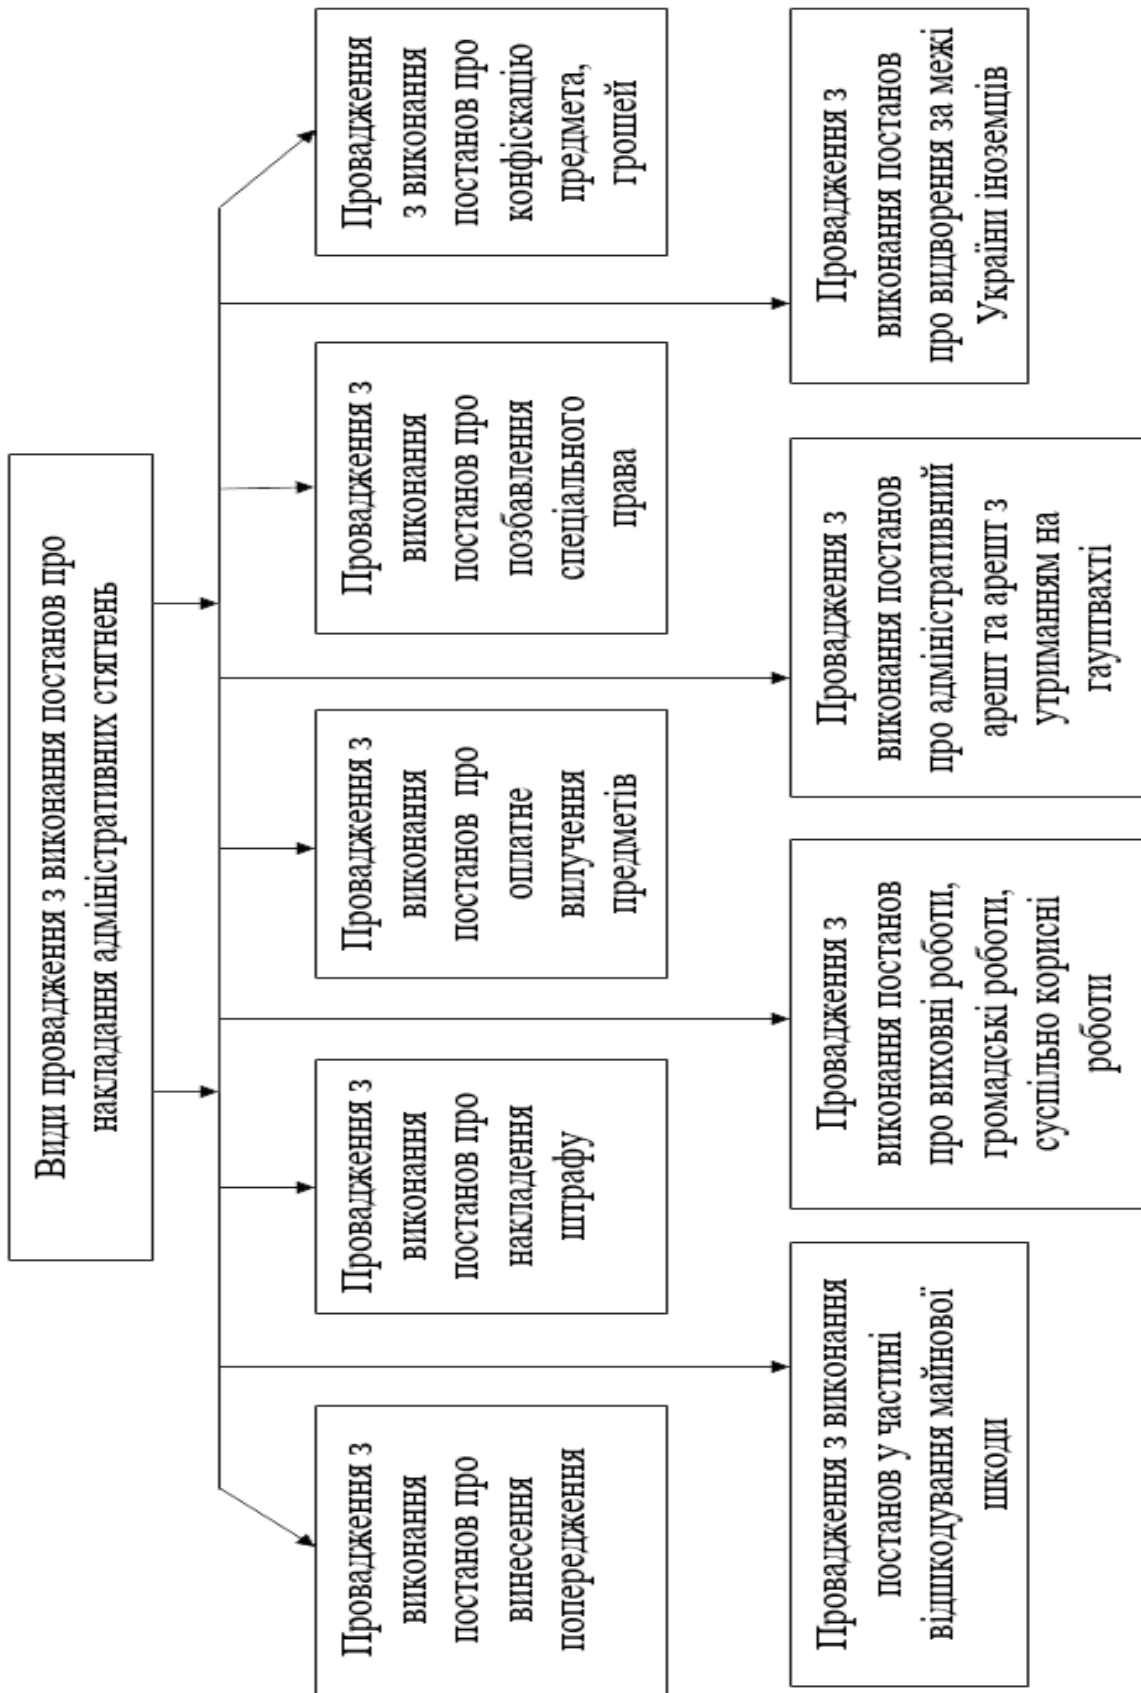 Види провадження з виконання постанов про
накладання адміністративних стягнень
Провадження з
виконання
постанов про
винесення
попередження
Провадження з
виконання
постанов про
накладення
штрафу
Провадження з
виконання
постанов про
оплатне
вилучення
предметів
Провадження з
виконання
постанов про
позбавлення
спеціального
права
Провадження
з виконання
постанов про
конфіскацію
предмета,
грошей
Провадження з виконання
постанов у частині
відшкодування майнової
шкоди
Провадження з
виконання постанов
про виховні роботи,
громадські роботи,
суспільно корисні
роботи
Провадження з
виконання постанов
про адміністративний
арешт та арешт з
утриманням на
гауптвахті
Провадження з
виконання постанов
про видворення за межі
України іноземців